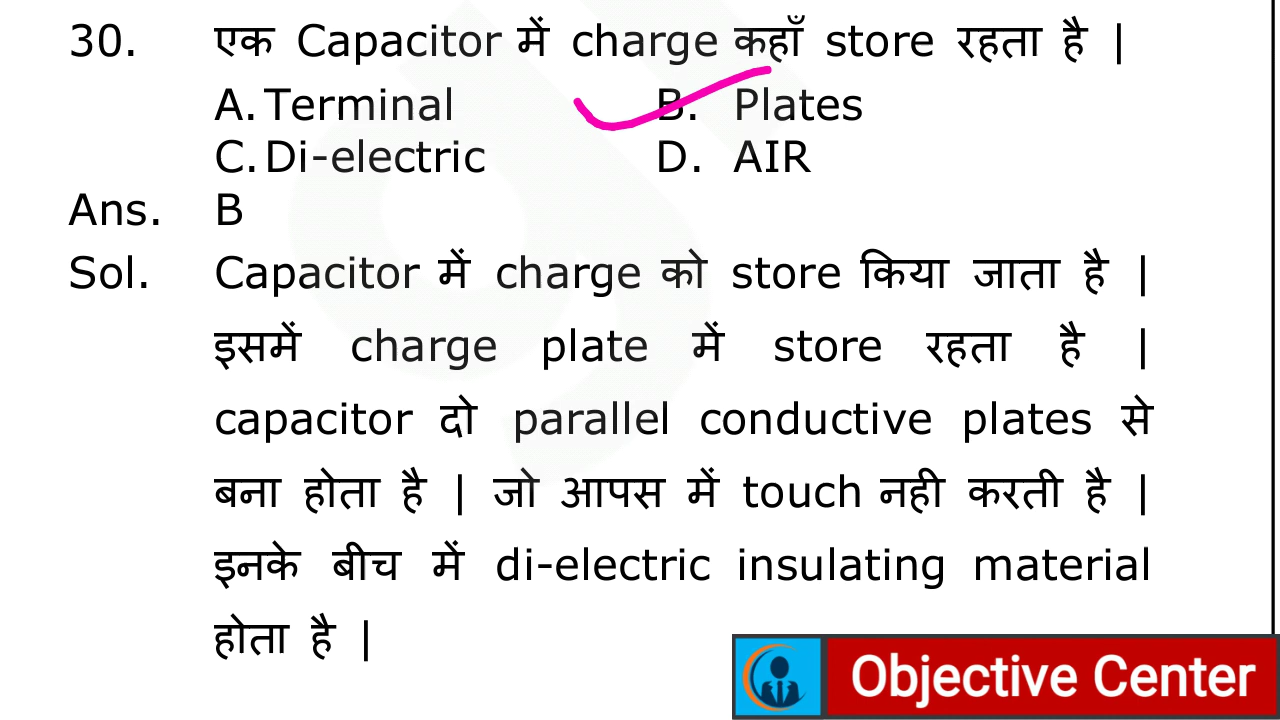 30. एक Capacitor में charge कहाँ store रहता है |
A. Terminal B. Plates
C. Di-electric D. AIR
Ans. B
Sol. Capacitor में charge को store किया जाता है |
इसमें charge plate में store रहता है |
capacitor दो parallel conductive plates से
बना होता है | जो आपस में touch नही करती है |
इनके बीच में di-electric insulating material
होता है |
Objective Center